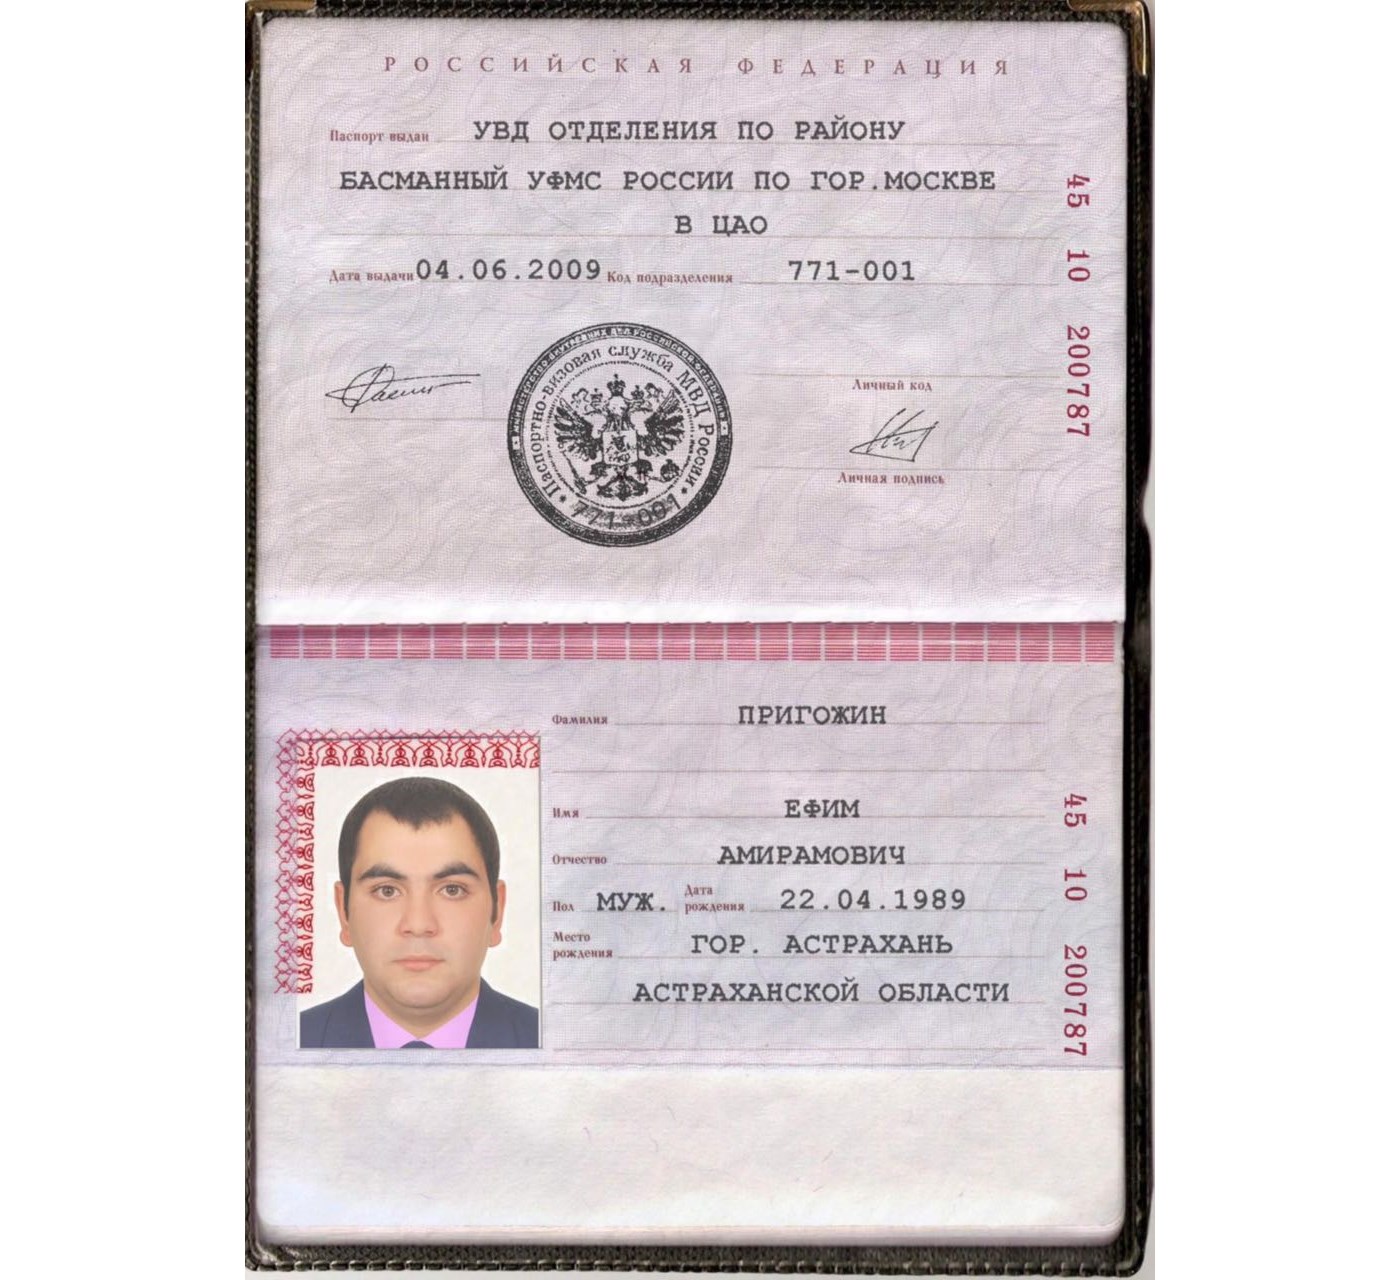 РОССИЙСКАЯ ФЕДЕРАЦИЯ
Паспорт выдан УВД ОТДЕЛЕНИЯ ПО РАЙОНУ
БАСМАННЫЙ УФМС РОССИИ ПО ГОР.МОСКВЕ
В ЦАО
Дата выдачи 04.06.2009 Код подразделения 771-001
45 10 200787
Паспортно-визовая служба МВД России
771-001
Личный код
Личная подпись
Фамилия ПРИГОЖИН
Имя ЕФИМ
Отчество АМИРАМОВИЧ
Пол МУЖ. Дата рождения 22.04.1989
Место рождения ГОР. АСТРАХАНЬ
АСТРАХАНСКОЙ ОБЛАСТИ
45 10 200787